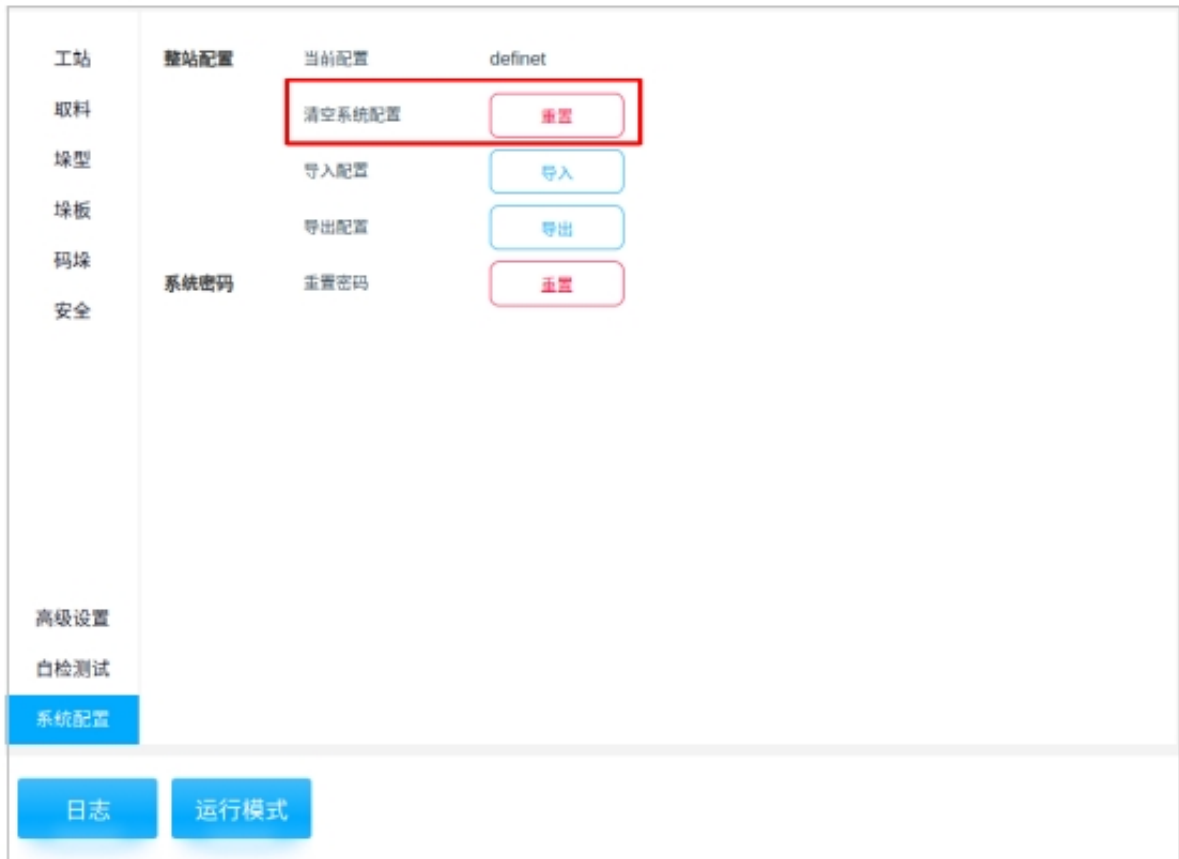 工站
取料
垛型
垛板
码垛
安全
高级设置
自检测试
系统配置
整站配置 当前配置 definet
清空系统配置 重置
导入配置 导入
导出配置 导出
系统密码 重置密码 重置
日志 运行模式